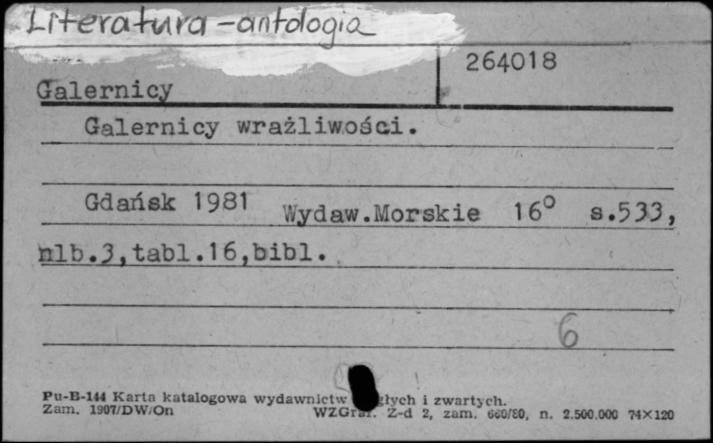 Literatura - antologia
264018
Galernicy
Galernicy wrażliwości.
Gdańsk 1981 Wydaw.Morskie 16° s.533,
nlb.3,tabl.16,bibl.
6
Pu-B-144 Karta katalogowa wydawnictw i zwartych.
Zam. 1907/DW/On WZGraf. Z-d 2, zam. 660/80, n. 2.500.000 74×120